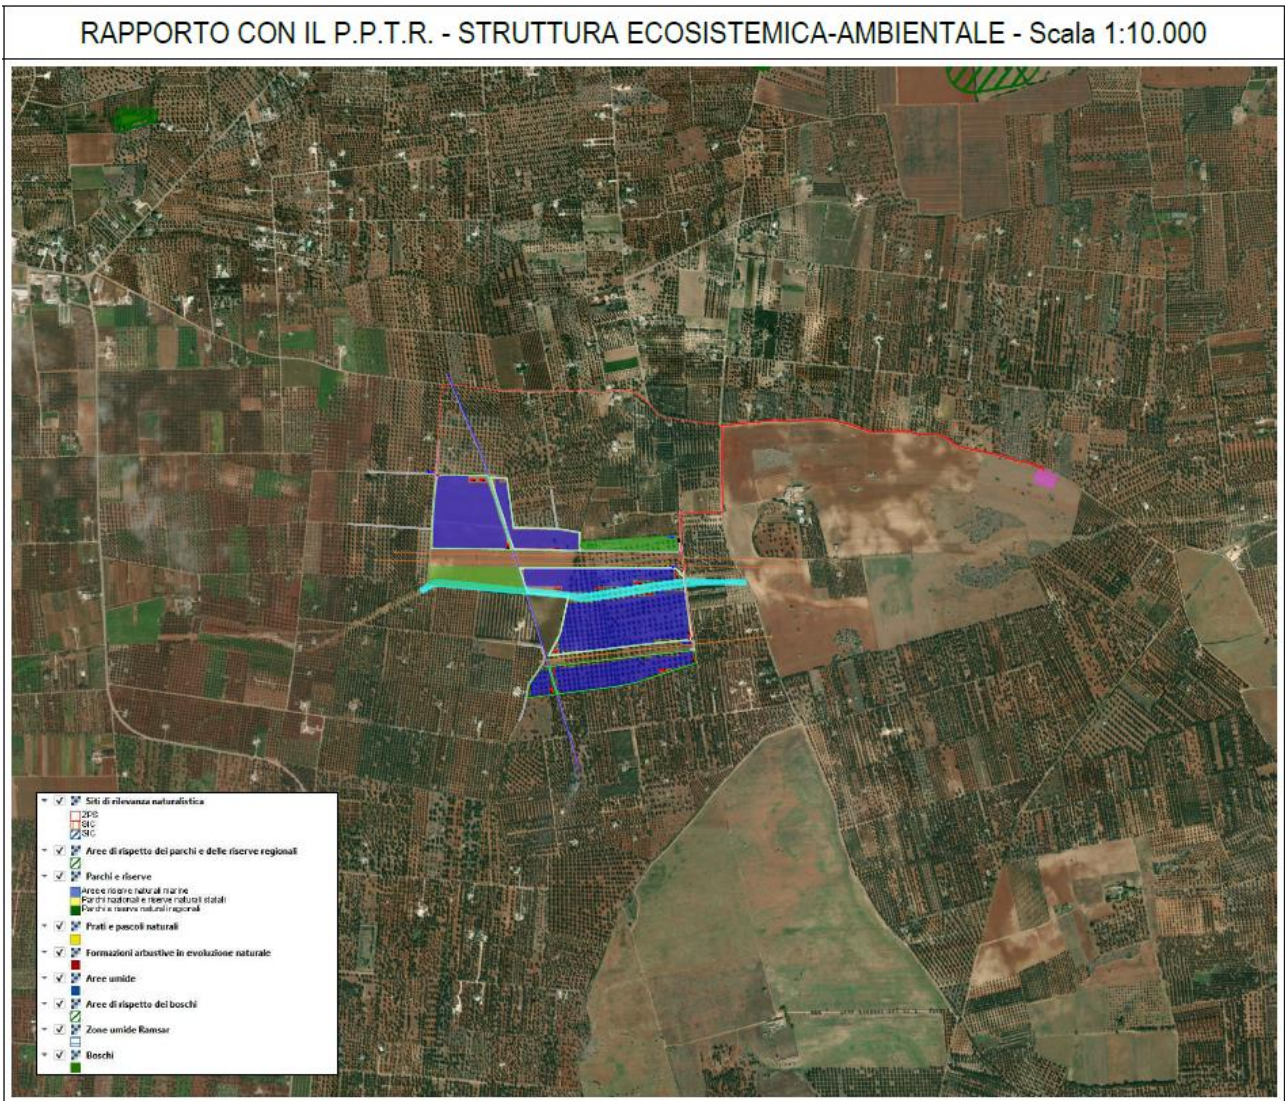 RAPPORTO CON IL P.P.T.R. - STRUTTURA ECOSISTEMICA-AMBIENTALE - Scala 1:10.000
Siti di rilevanza naturalistica
ZPS
SIC
SIC
Aree di rispetto dei parchi e delle riserve regionali
Parchi e riserve
Aree e riserve naturali marine
Parchi nazionali e riserve naturali statali
Parchi e riserve naturali regionali
Prati e pascoli naturali
Formazioni arbustive in evoluzione naturale
Aree umide
Aree di rispetto dei boschi
Zone umide Ramsar
Boschi